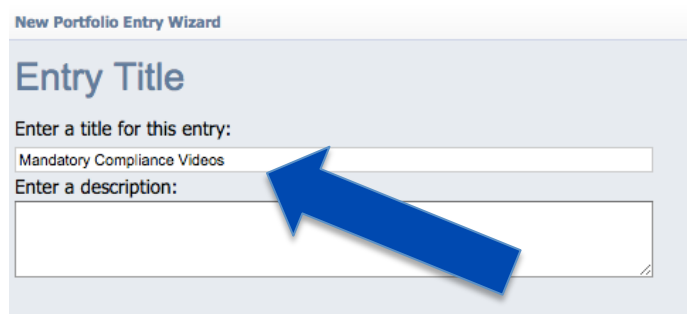 New Portfolio Entry Wizard
Entry Title
Enter a title for this entry:
Mandatory Compliance Videos
Enter a description: